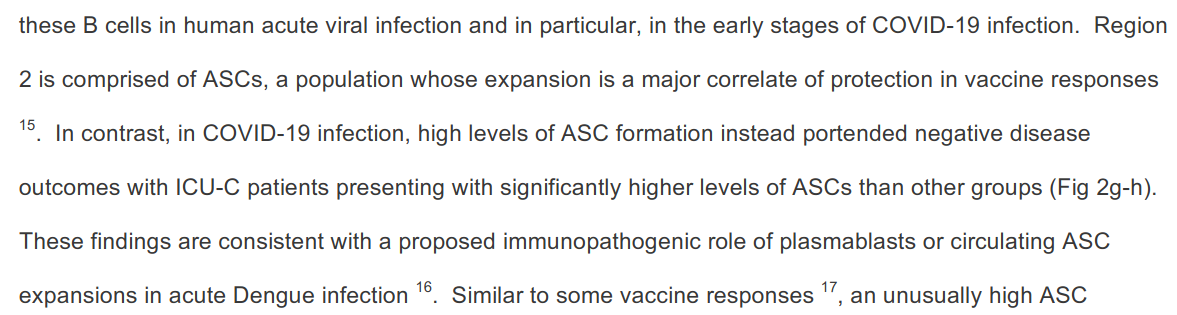 these B cells in human acute viral infection and in particular, in the early stages of COVID-19 infection.  Region
2 is comprised of ASCs, a population whose expansion is a major correlate of protection in vaccine responses
15.  In contrast, in COVID-19 infection, high levels of ASC formation instead portended negative disease
outcomes with ICU-C patients presenting with significantly higher levels of ASCs than other groups (Fig 2g-h).
These findings are consistent with a proposed immunopathogenic role of plasmablasts or circulating ASC
expansions in acute Dengue infection 16.  Similar to some vaccine responses 17, an unusually high ASC